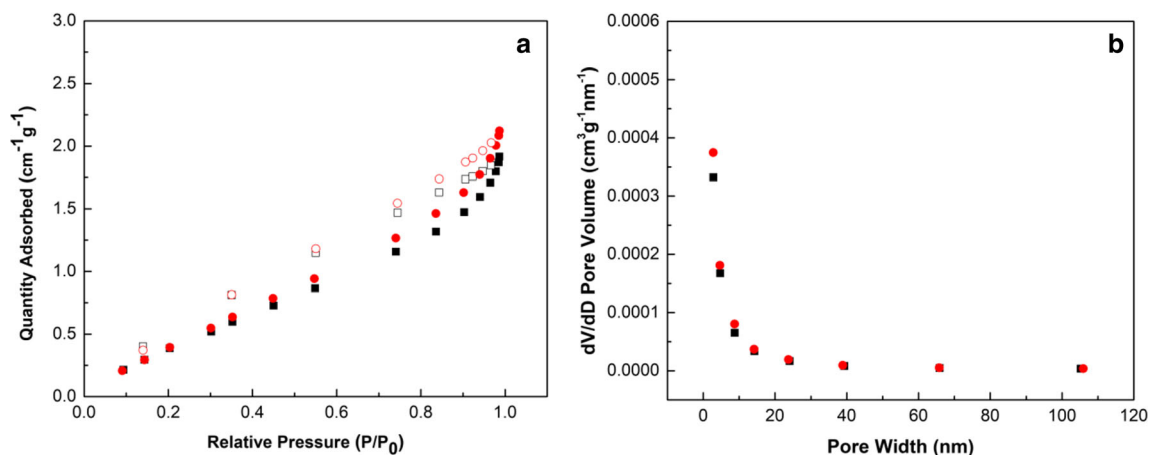 a
3.0
2.5
2.0
1.5
1.0
0.5
0.0
Quantity Adsorbed (cm⁻¹g⁻¹)
0.0 0.2 0.4 0.6 0.8 1.0
Relative Pressure (P/P₀)
b
0.0006
0.0005
0.0004
0.0003
0.0002
0.0001
0.0000
dV/dD Pore Volume (cm³g⁻¹nm⁻¹)
0 20 40 60 80 100 120
Pore Width (nm)